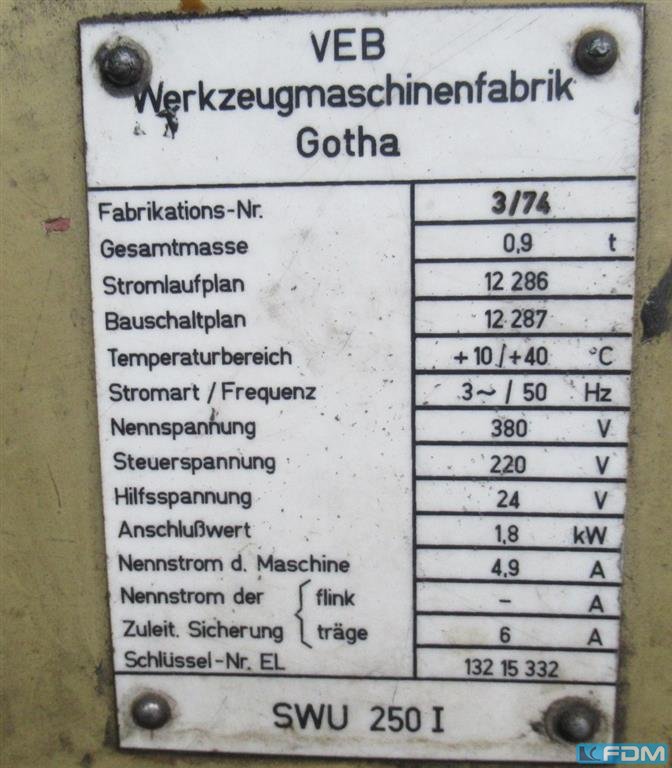 VEB
Werkzeugmaschinenfabrik
Gotha
Fabrikations-Nr. 3/74
Gesamtmasse 0,9 t
Stromlaufplan 12 286
Bauschaltplan 12 287
Temperaturbereich +10/+40 °C
Stromart / Frequenz 3~/ 50 Hz
Nennspannung 380 V
Steuerspannung 220 V
Hilfsspannung 24 V
Anschlußwert 1,8 kW
Nennstrom d. Maschine 4,9 A
Nennstrom der { flink – A
Zuleit. Sicherung { träge 6 A
Schlüssel-Nr. EL 132 15 332
SWU 250 I
FDM